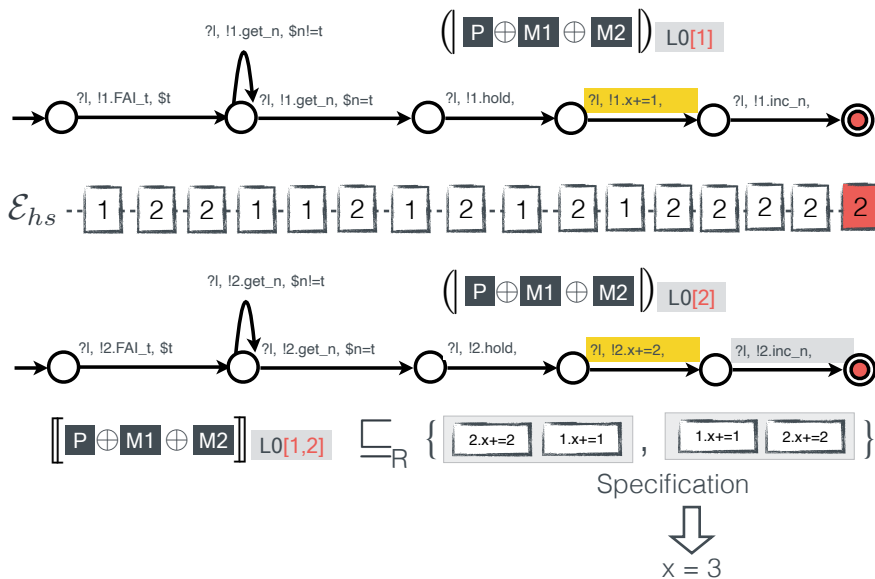 ?l, !1.get_n, $n!=t
( P ⊕ M1 ⊕ M2 ) L0[1]
?l, !1.FAI_t, $t
?l, !1.get_n, $n=t
?l, !1.hold,
?l, !1.x+=1,
?l, !1.inc_n,
ℰhs 1 2 2 1 1 2 1 2 1 2 1 2 2 2 2
?l, !2.get_n, $n!=t
( P ⊕ M1 ⊕ M2 ) L0[2]
?l, !2.FAI_t, $t
?l, !2.get_n, $n=t
?l, !2.hold,
?l, !2.x+=2,
?l, !2.inc_n,
⟦ P ⊕ M1 ⊕ M2 ⟧ L0[1,2] ⊑R { 2.x+=2 1.x+=1 , 1.x+=1 2.x+=2 }
Specification
x = 3